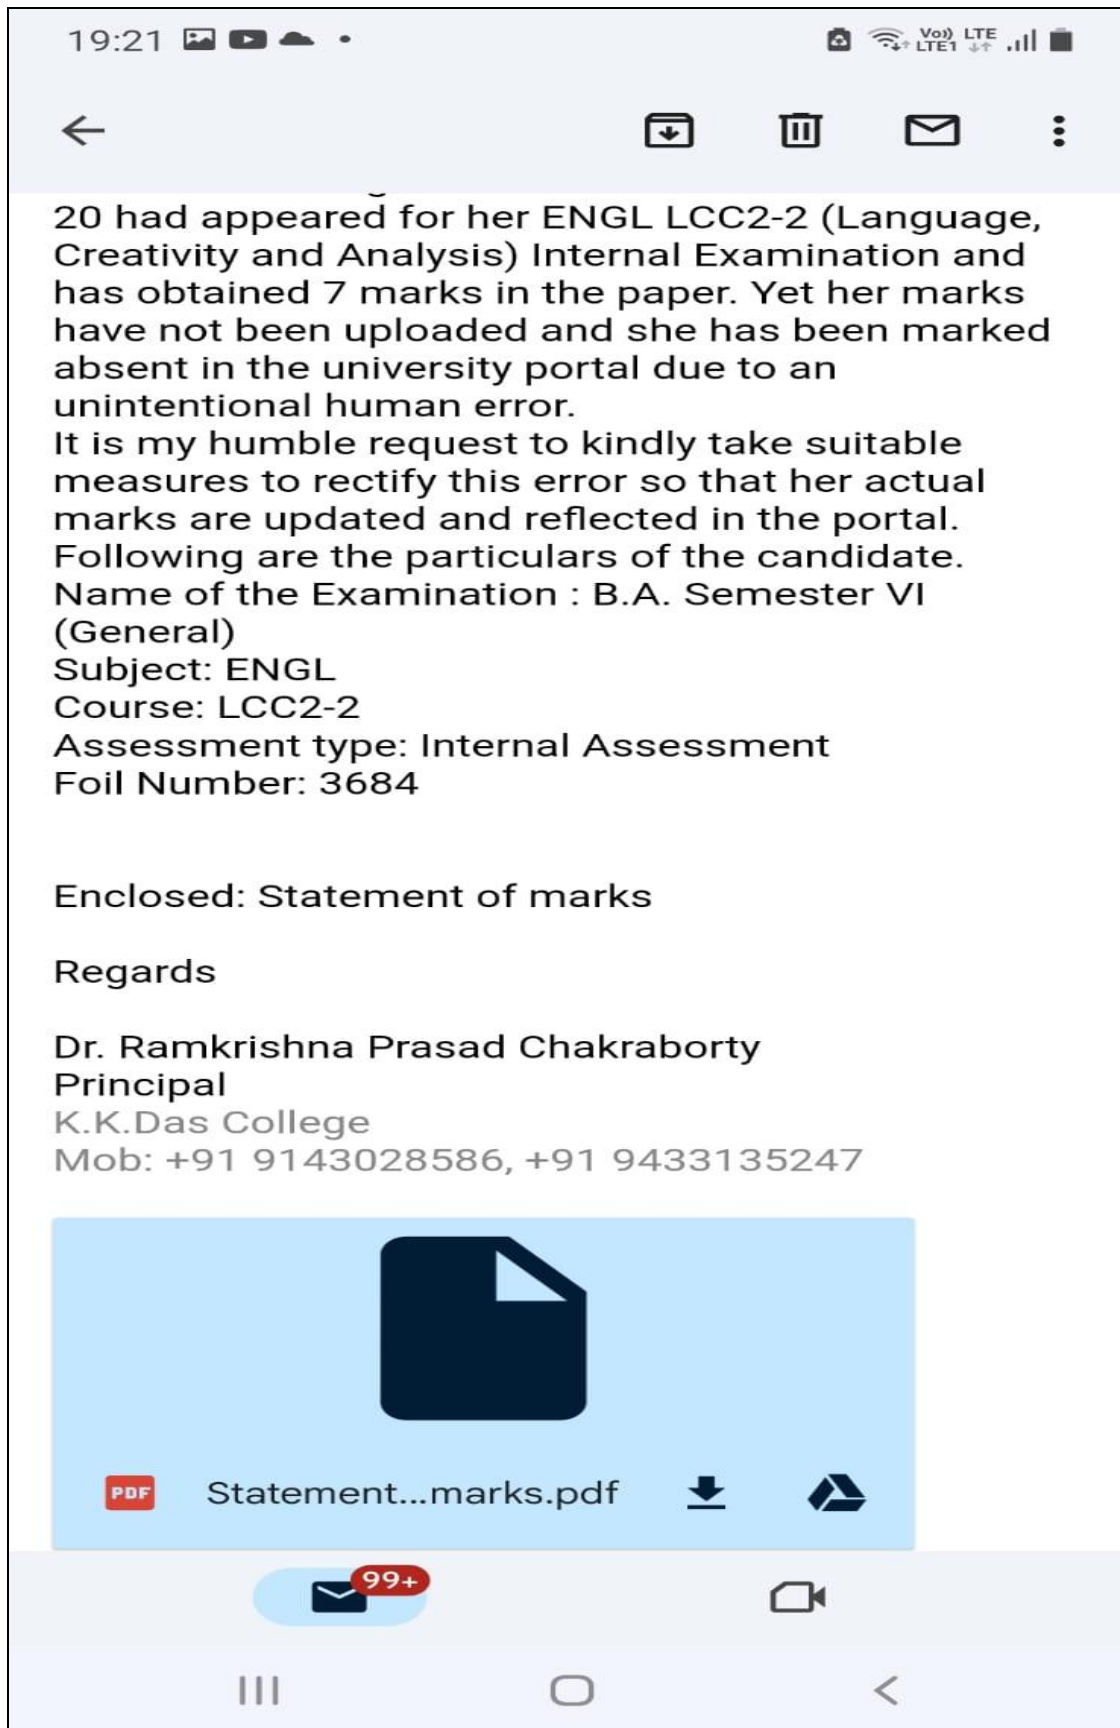 19:21
Vo)) LTE
LTE1
20 had appeared for her ENGL LCC2-2 (Language,
Creativity and Analysis) Internal Examination and
has obtained 7 marks in the paper. Yet her marks
have not been uploaded and she has been marked
absent in the university portal due to an
unintentional human error.
It is my humble request to kindly take suitable
measures to rectify this error so that her actual
marks are updated and reflected in the portal.
Following are the particulars of the candidate.
Name of the Examination : B.A. Semester VI
(General)
Subject: ENGL
Course: LCC2-2
Assessment type: Internal Assessment
Foil Number: 3684
Enclosed: Statement of marks
Regards
Dr. Ramkrishna Prasad Chakraborty
Principal
K.K.Das College
Mob: +91 9143028586, +91 9433135247
PDF Statement...marks.pdf
99+